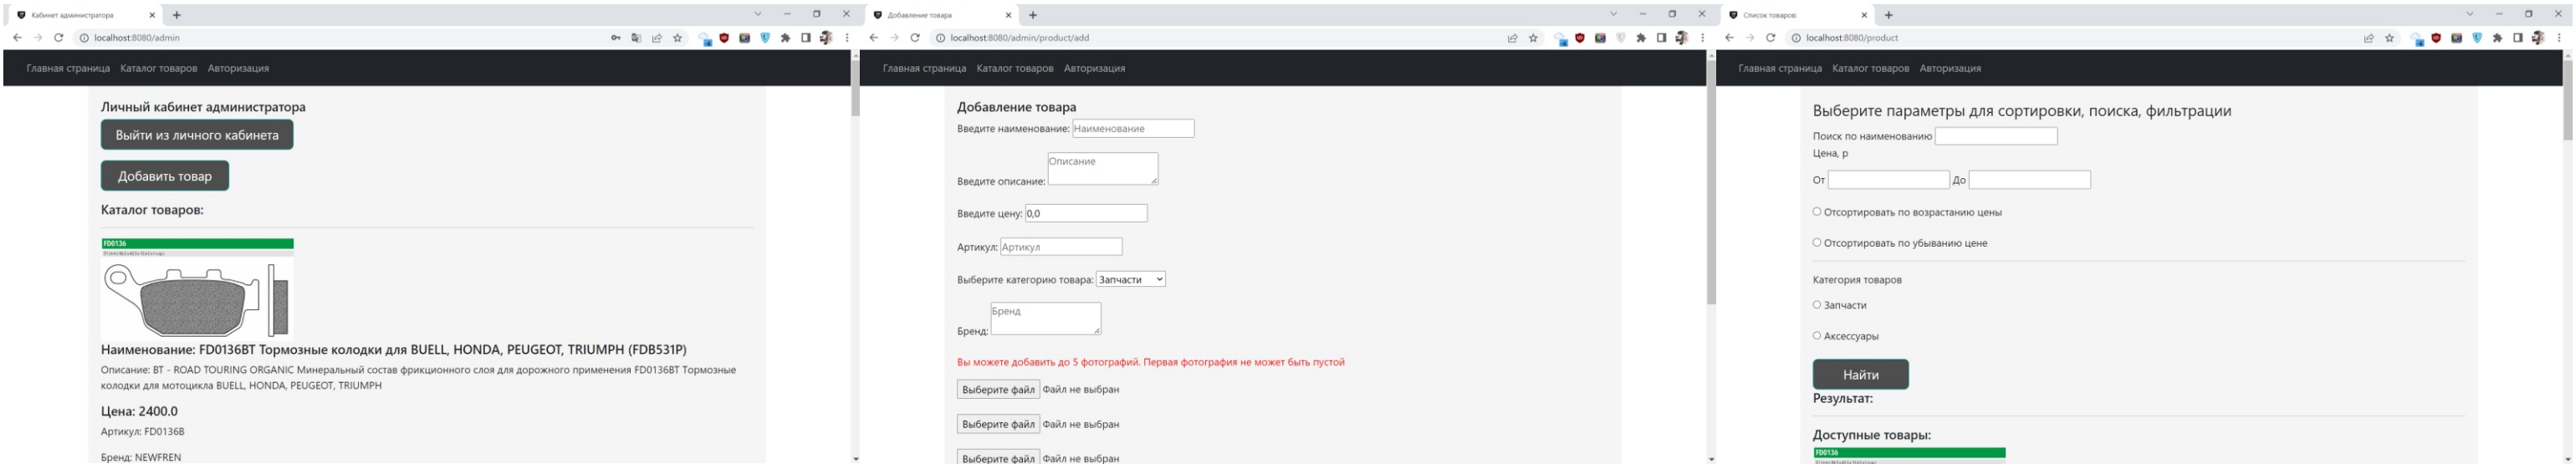 Кабинет администратора
localhost:8080/admin
Главная страница Каталог товаров Авторизация
Личный кабинет администратора
Выйти из личного кабинета
Добавить товар
Каталог товаров:
FD0136
Наименование: FD0136BT Тормозные колодки для BUELL, HONDA, PEUGEOT, TRIUMPH (FDB531P)
Описание: BT - ROAD TOURING ORGANIC Минеральный состав фрикционного слоя для дорожного применения FD0136BT Тормозные
колодки для мотоцикла BUELL, HONDA, PEUGEOT, TRIUMPH
Цена: 2400.0
Артикул: FD0136B
Бренд: NEWFREN
Добавление товара
localhost:8080/admin/product/add
Главная страница Каталог товаров Авторизация
Добавление товара
Введите наименование: Наименование
Описание
Введите описание:
Введите цену: 0,0
Артикул: Артикул
Выберите категорию товара: Запчасти
Бренд
Бренд:
Вы можете добавить до 5 фотографий. Первая фотография не может быть пустой
Выберите файл Файл не выбран
Выберите файл Файл не выбран
Выберите файл Файл не выбран
Список товаров:
localhost:8080/product
Главная страница Каталог товаров Авторизация
Выберите параметры для сортировки, поиска, фильтрации
Поиск по наименованию
Цена, р
От До
Отсортировать по возрастанию цены
Отсортировать по убыванию цене
Категория товаров
Запчасти
Аксессуары
Найти
Результат:
Доступные товары:
FD0136